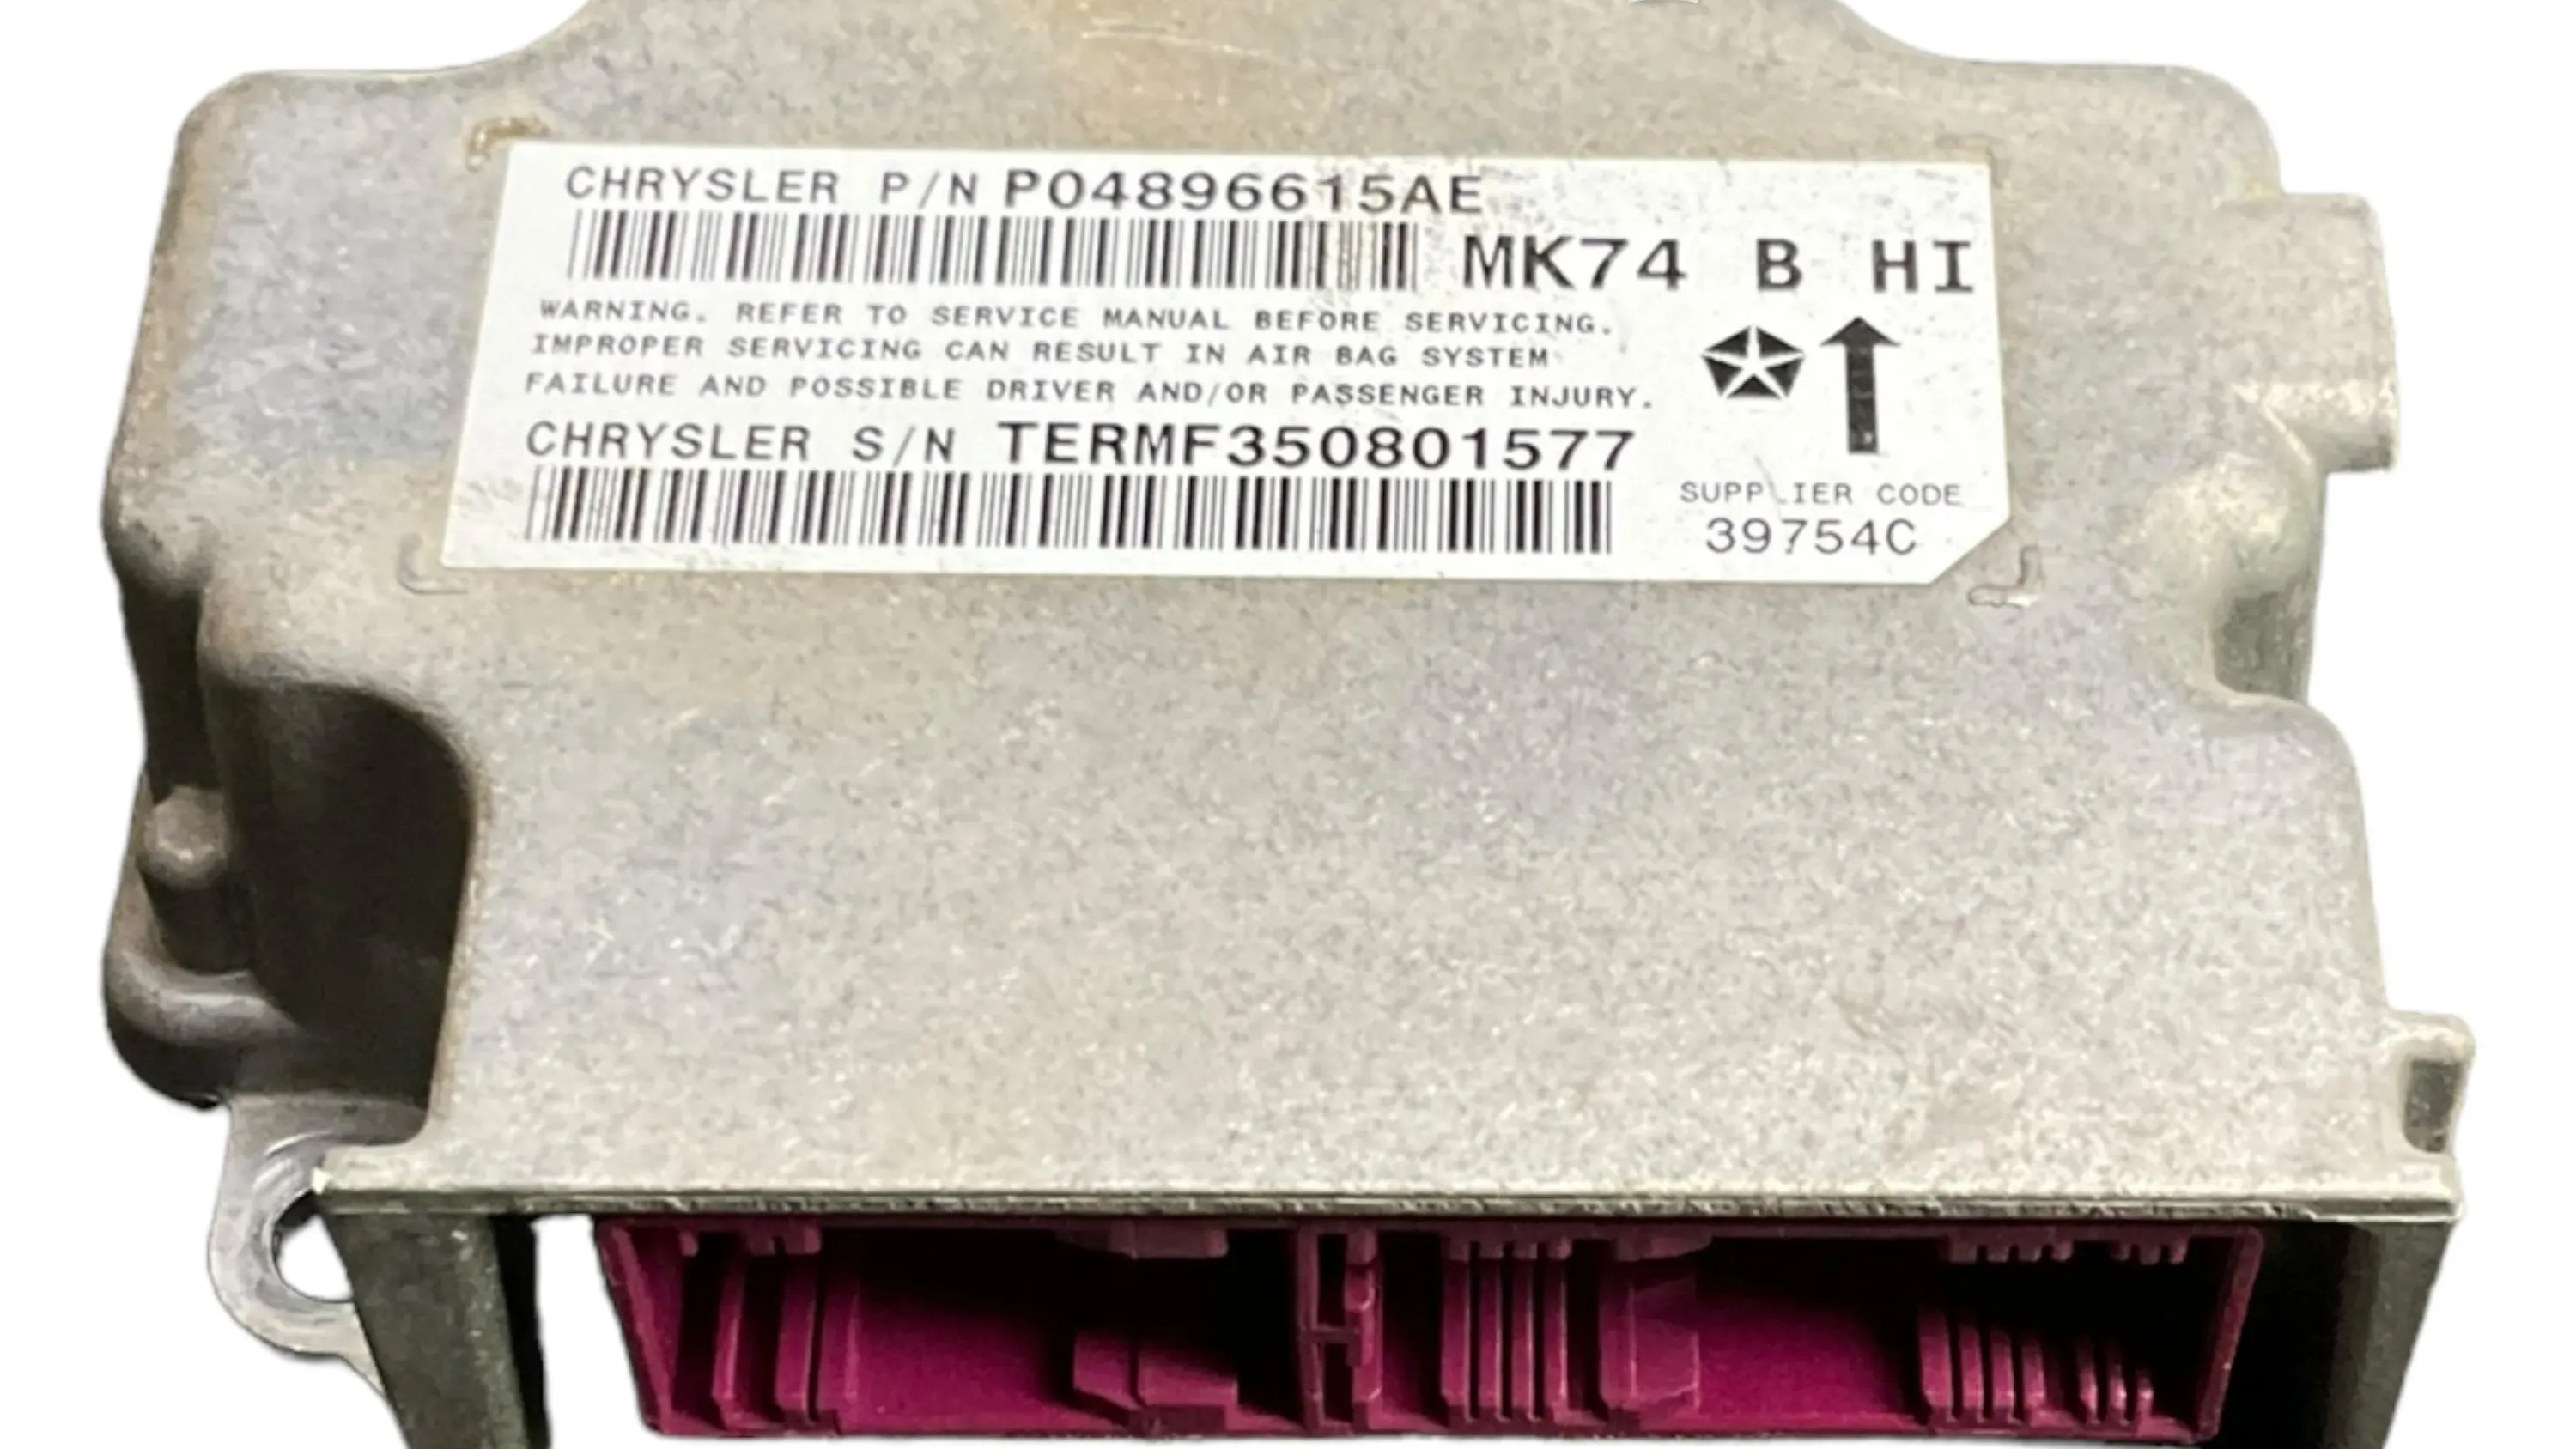 CHRYSLER P/N P04896615AE
MK74 B HI
WARNING. REFER TO SERVICE MANUAL BEFORE SERVICING.
IMPROPER SERVICING CAN RESULT IN AIR BAG SYSTEM
FAILURE AND POSSIBLE DRIVER AND/OR PASSENGER INJURY.
CHRYSLER S/N TERMF350801577
SUPPLIER CODE
39754C